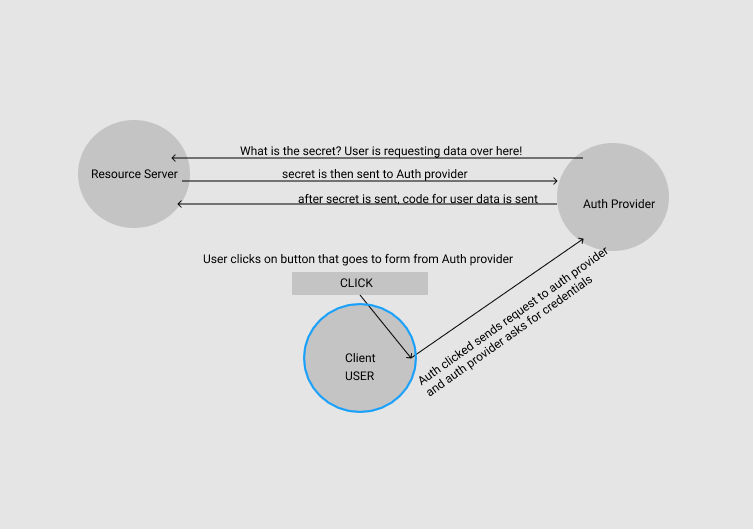 What is the secret? User is requesting data over here!
Resource Server
secret is then sent to Auth provider
after secret is sent, code for user data is sent
Auth Provider
User clicks on button that goes to form from Auth provider
CLICK
Auth clicked sends request to auth provider
and auth provider asks for credentials
Client
USER